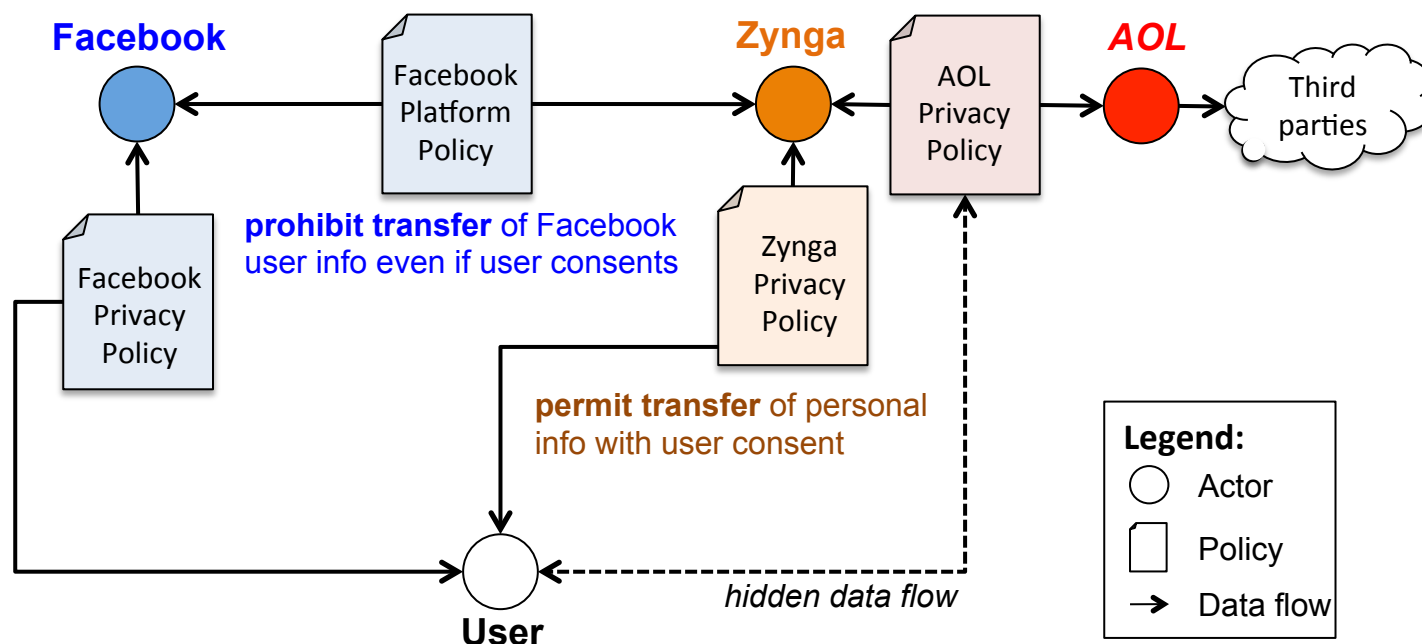 Facebook
Facebook
Platform
Policy
Zynga
AOL
Privacy
Policy
AOL
Third
parties
Facebook
Privacy
Policy
prohibit transfer of Facebook
user info even if user consents
Zynga
Privacy
Policy
permit transfer of personal
info with user consent
User
hidden data flow
Legend:
Actor
Policy
Data flow